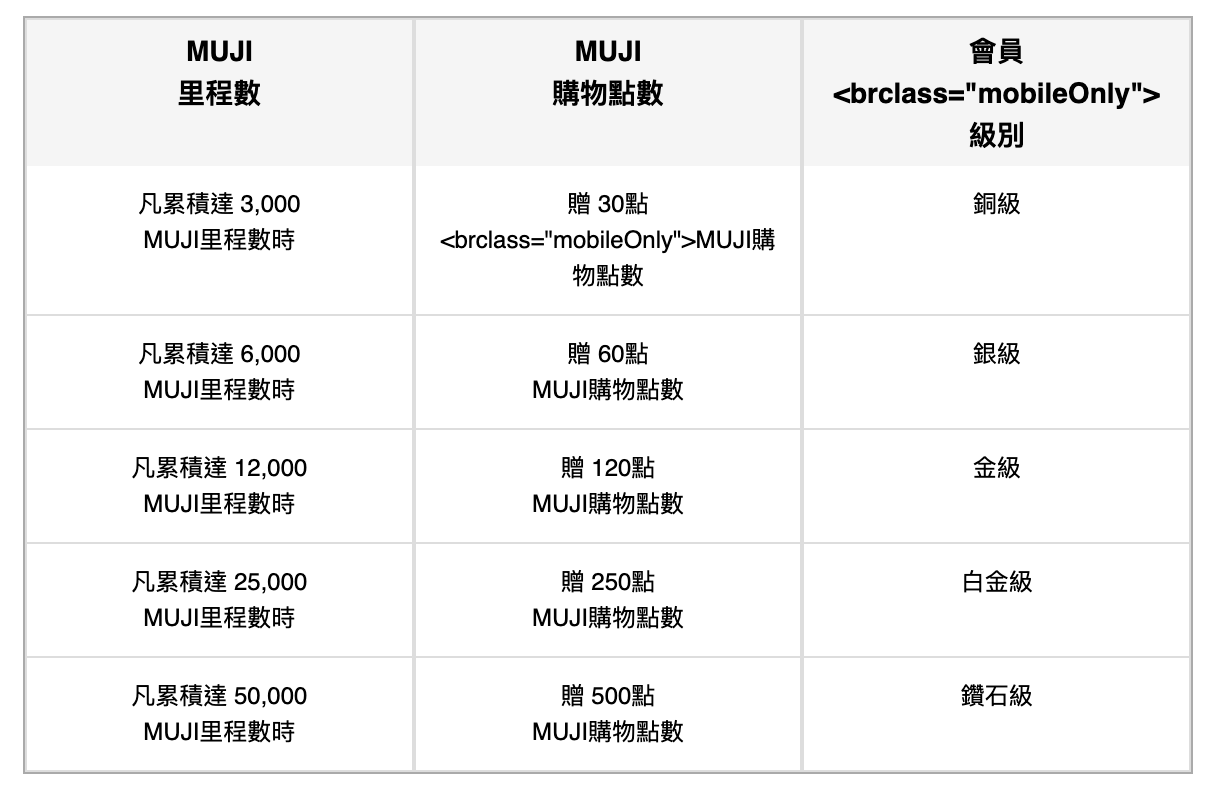 MUJI
里程數
MUJI
購物點數
會員
<brclass="mobileOnly">
級別
凡累積達 3,000
MUJI里程數時
贈 30點
<brclass="mobileOnly">MUJI購
物點數
銅級
凡累積達 6,000
MUJI里程數時
贈 60點
MUJI購物點數
銀級
凡累積達 12,000
MUJI里程數時
贈 120點
MUJI購物點數
金級
凡累積達 25,000
MUJI里程數時
贈 250點
MUJI購物點數
白金級
凡累積達 50,000
MUJI里程數時
贈 500點
MUJI購物點數
鑽石級